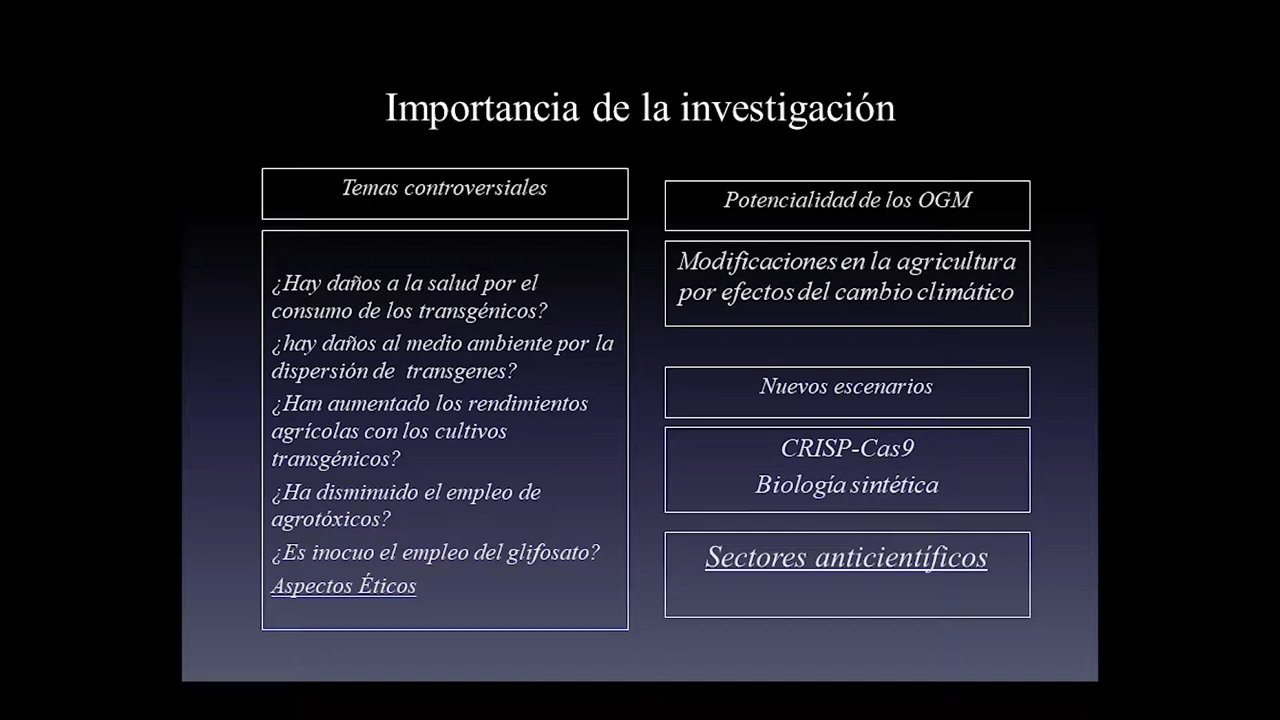 Importancia de la investigación
Temas controversiales
¿Hay daños a la salud por el
consumo de los transgénicos?
¿hay daños al medio ambiente por la
dispersión de transgenes?
¿Han aumentado los rendimientos
agrícolas con los cultivos
transgénicos?
¿Ha disminuido el empleo de
agrotóxicos?
¿Es inocuo el empleo del glifosato?
Aspectos Éticos
Potencialidad de los OGM
Modificaciones en la agricultura
por efectos del cambio climático
Nuevos escenarios
CRISP-Cas9
Biología sintética
Sectores anticientíficos